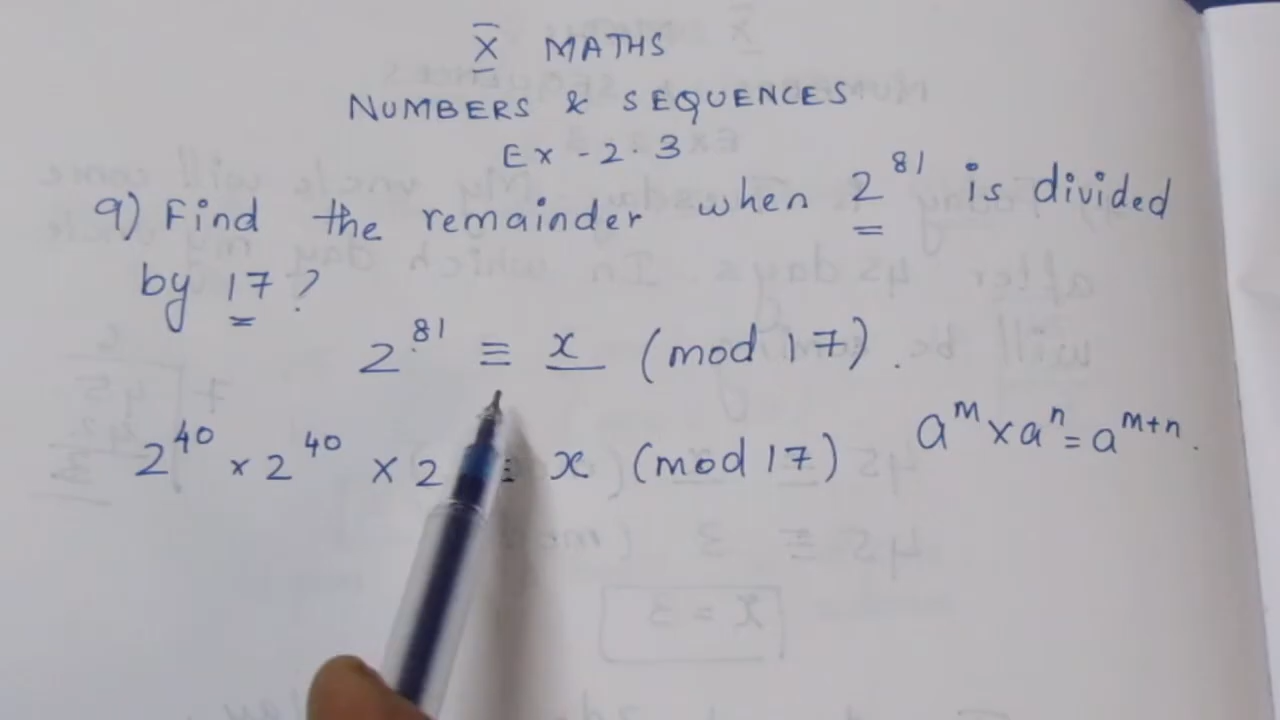 X MATHS
NUMBERS & SEQUENCES
Ex - 2.3
9) Find the remainder when 2^81 is divided
by 17?
2^81 ≡ x (mod 17).
2^40 × 2^40 × 2 ≡ x (mod 17) a^m × a^n = a^m+n.